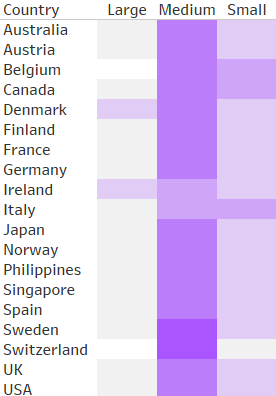 Country Large Medium Small
Australia
Austria
Belgium
Canada
Denmark
Finland
France
Germany
Ireland
Italy
Japan
Norway
Philippines
Singapore
Spain
Sweden
Switzerland
UK
USA